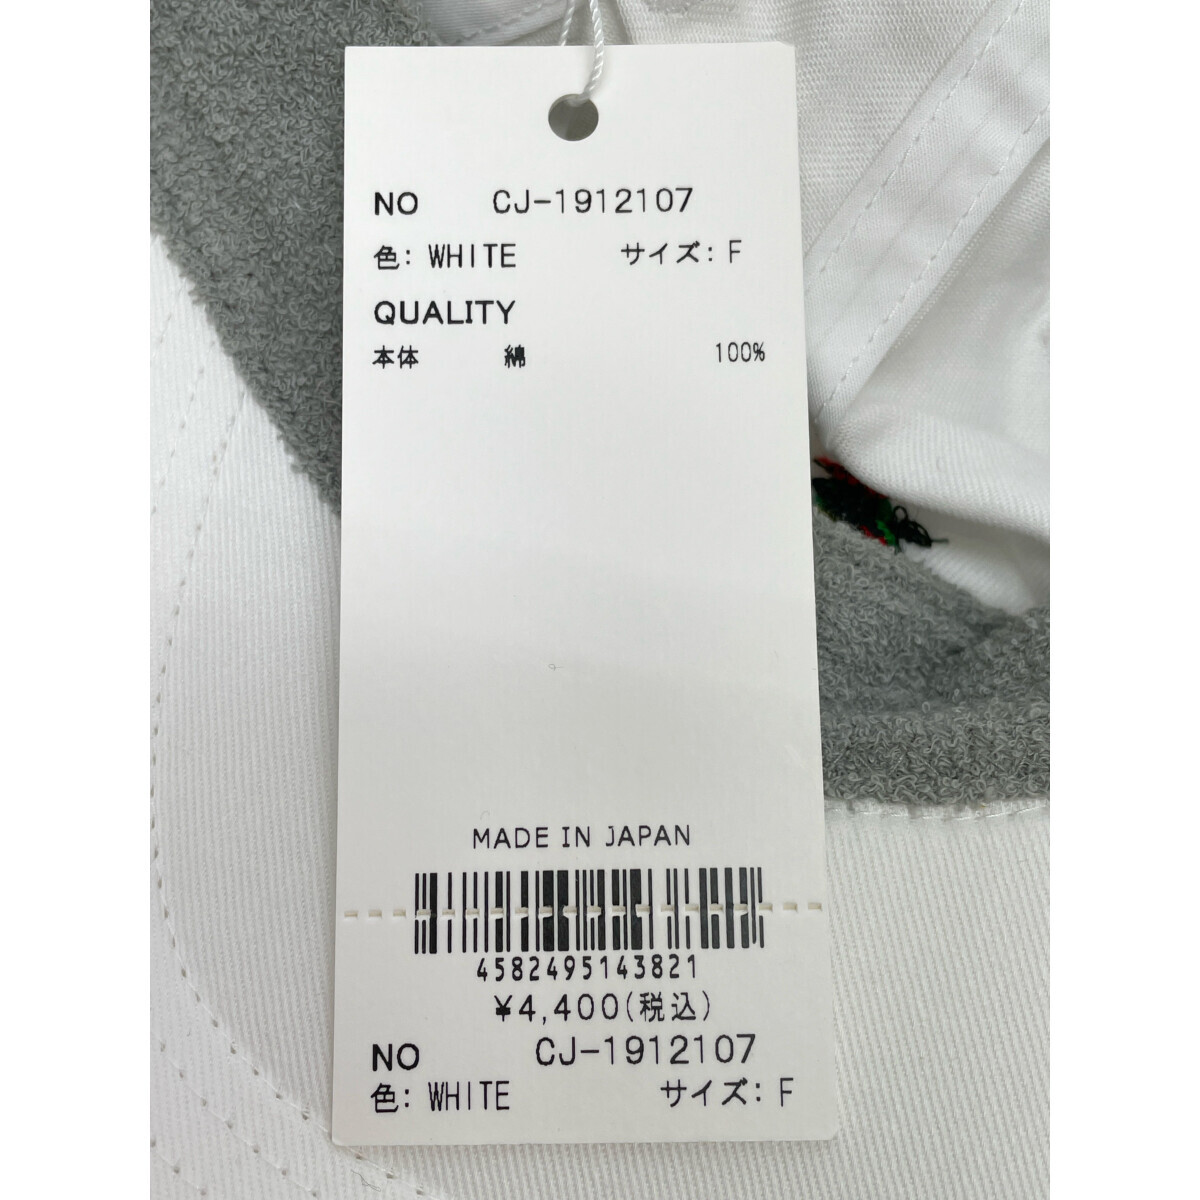 NO CJ-1912107
色: WHITE サイズ: F
QUALITY
本体 綿 100%
MADE IN JAPAN
4582495143821
¥4,400(税込)
NO CJ-1912107
色: WHITE サイズ: F